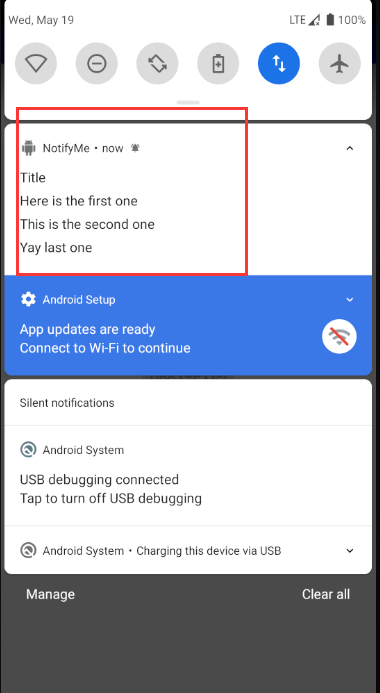 Wed, May 19
LTE 100%
NotifyMe • now
Title
Here is the first one
This is the second one
Yay last one
Android Setup
App updates are ready
Connect to Wi-Fi to continue
Silent notifications
Android System
USB debugging connected
Tap to turn off USB debugging
Android System • Charging this device via USB
Manage
Clear all